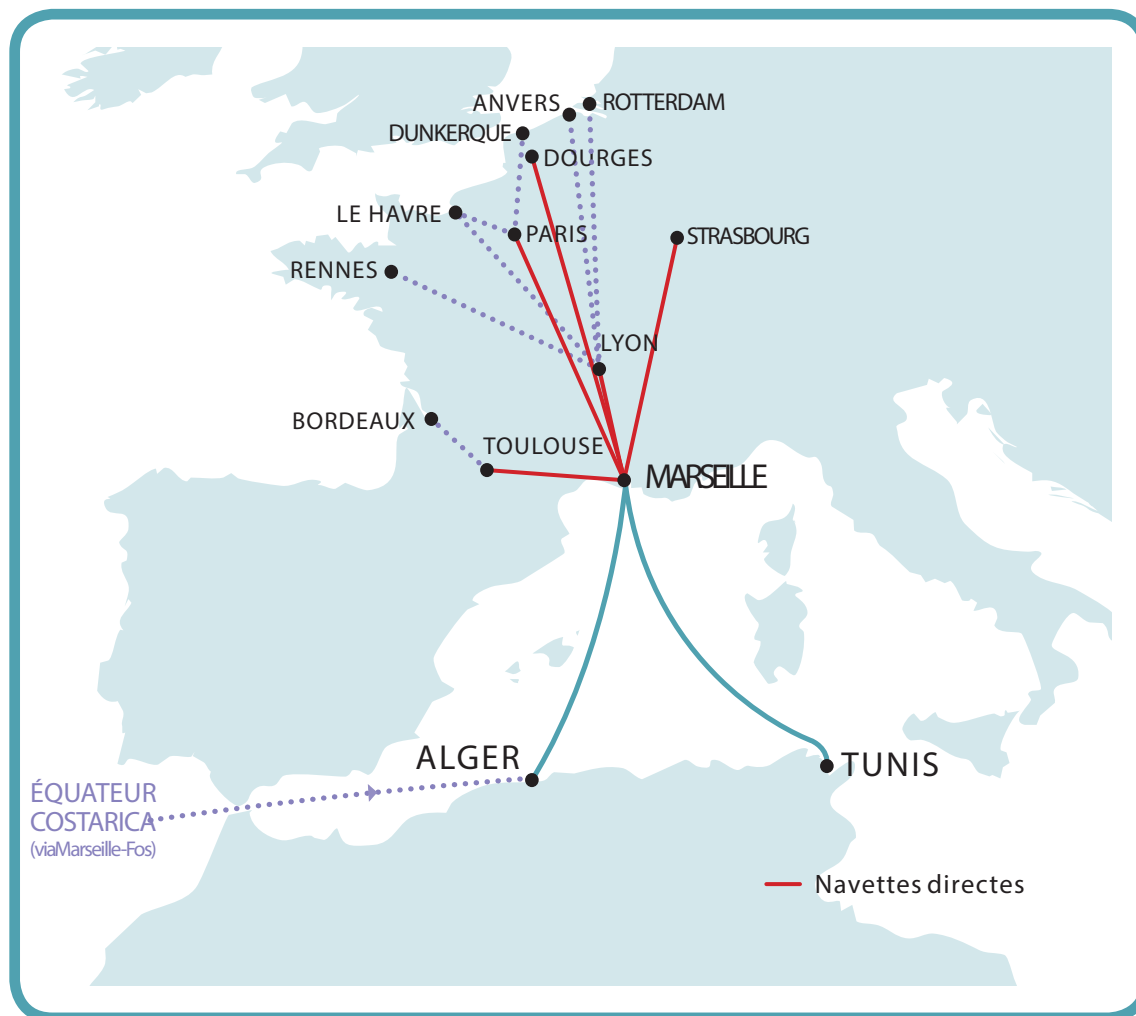 ANVERS
ROTTERDAM
DUNKERQUE
DOURGES
LE HAVRE
PARIS
STRASBOURG
RENNES
LYON
BORDEAUX
TOULOUSE
MARSEILLE
ALGER
TUNIS
ÉQUATEUR
COSTARICA
(viaMarseille-Fos)
Navettes directes